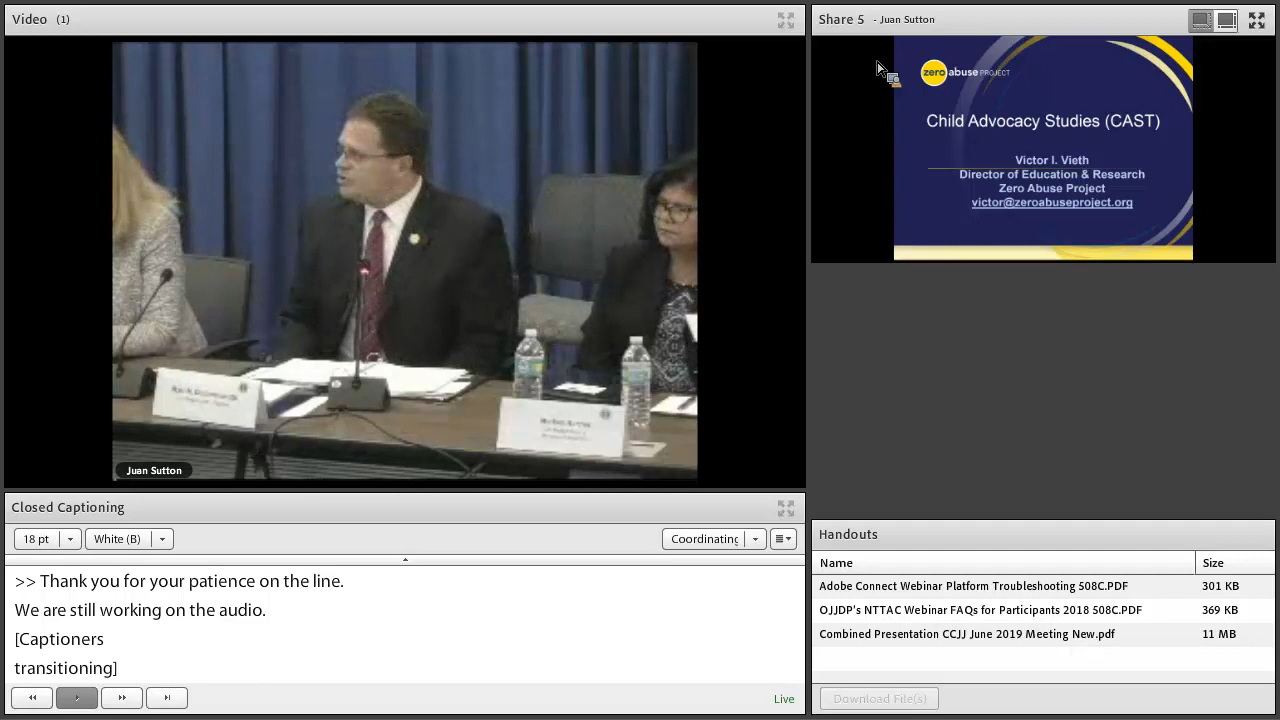 Video (1)
Juan Sutton
Share 5 - Juan Sutton
zero abuse PROJECT
Child Advocacy Studies (CAST)
Victor I. Vieth
Director of Education & Research
Zero Abuse Project
victor@zeroabuseproject.org
Closed Captioning
18 pt
White (B)
Coordinating
>> Thank you for your patience on the line.
We are still working on the audio.
[Captioners
transitioning]
Live
Handouts
Name Size
Adobe Connect Webinar Platform Troubleshooting 508C.PDF 301 KB
OJJDP's NTTAC Webinar FAQs for Participants 2018 508C.PDF 369 KB
Combined Presentation CCJJ June 2019 Meeting New.pdf 11 MB
Download File(s)